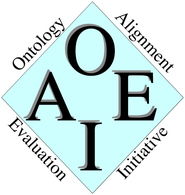 Ontology
Alignment
O
A E
I
Evaluation
Initiative